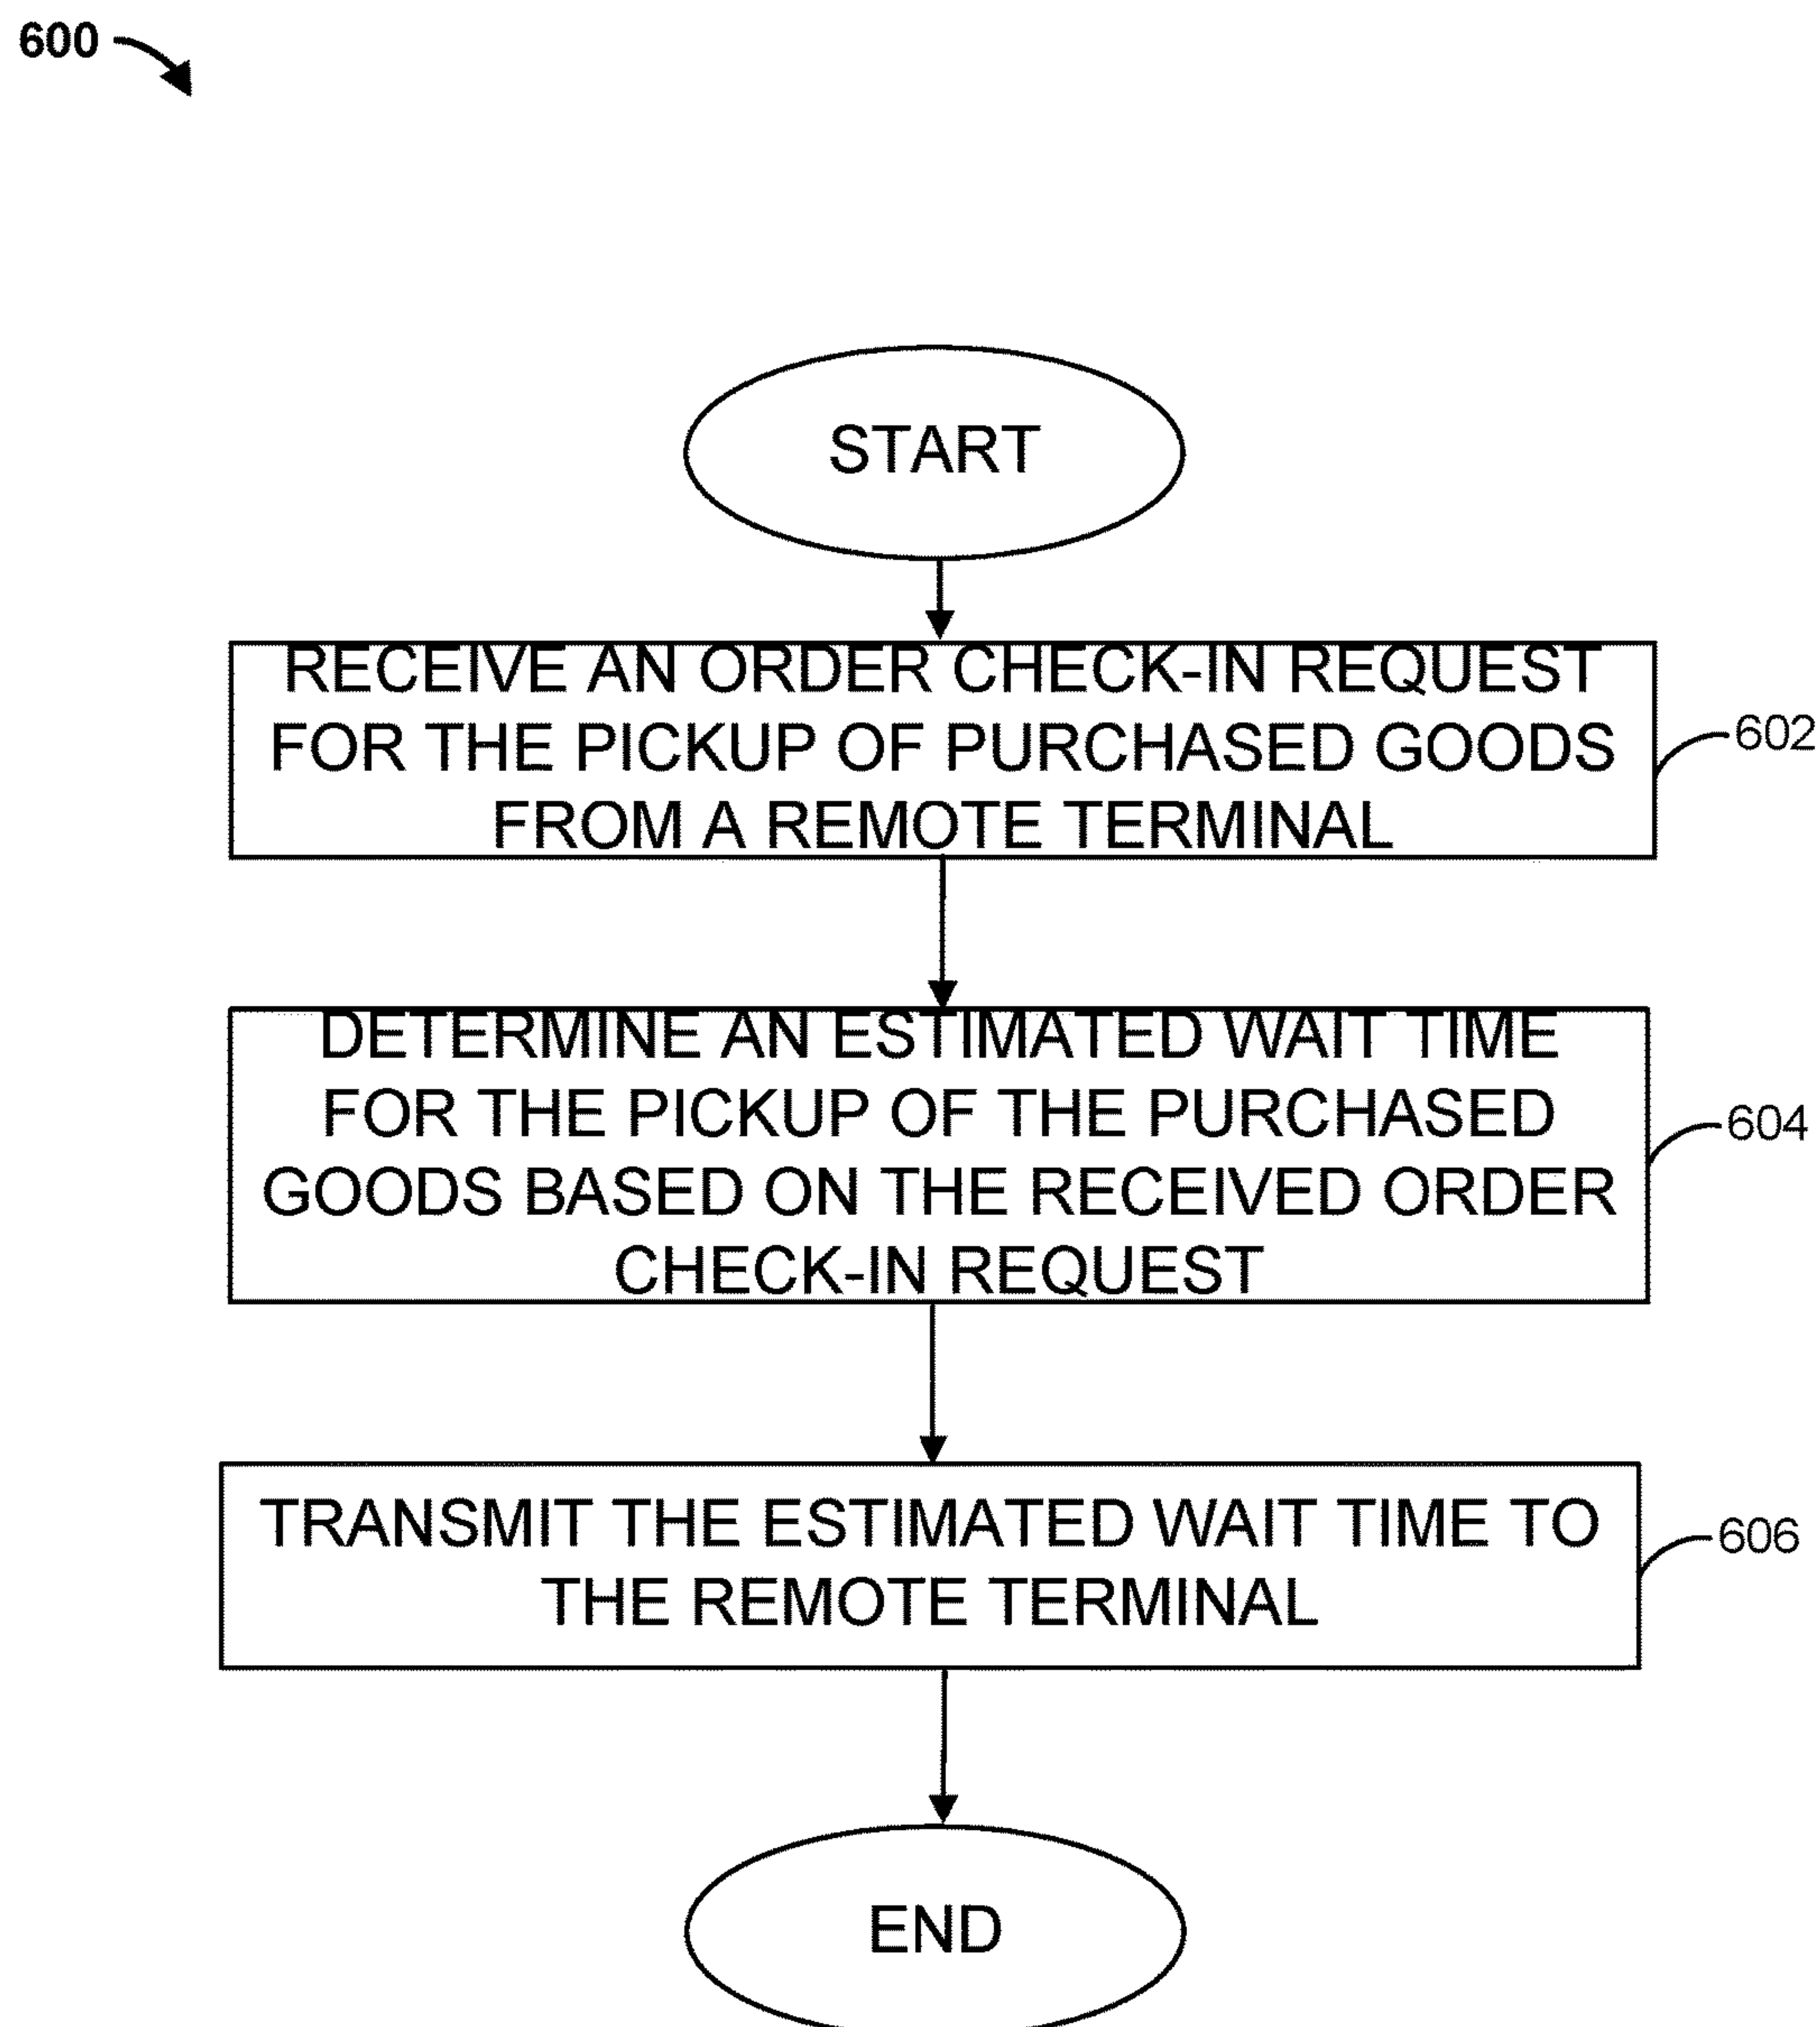 600
START
RECEIVE AN ORDER CHECK-IN REQUEST
FOR THE PICKUP OF PURCHASED GOODS
FROM A REMOTE TERMINAL
602
DETERMINE AN ESTIMATED WAIT TIME
FOR THE PICKUP OF THE PURCHASED
GOODS BASED ON THE RECEIVED ORDER
CHECK-IN REQUEST
604
TRANSMIT THE ESTIMATED WAIT TIME TO
THE REMOTE TERMINAL
606
END